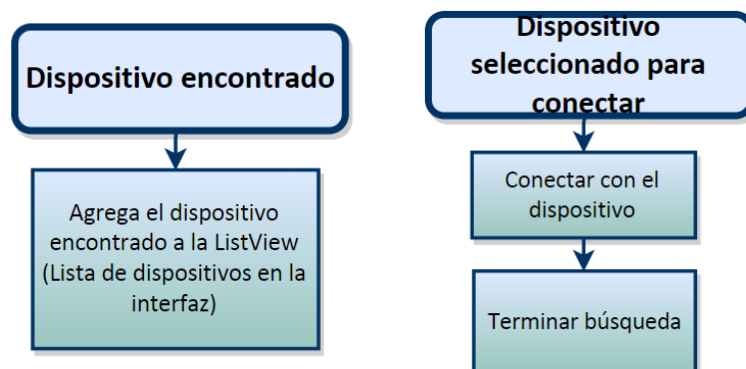 Dispositivo encontrado
Agrega el dispositivo
encontrado a la ListView
(Lista de dispositivos en la
interfaz)
Dispositivo
seleccionado para
conectar
Conectar con el
dispositivo
Terminar búsqueda